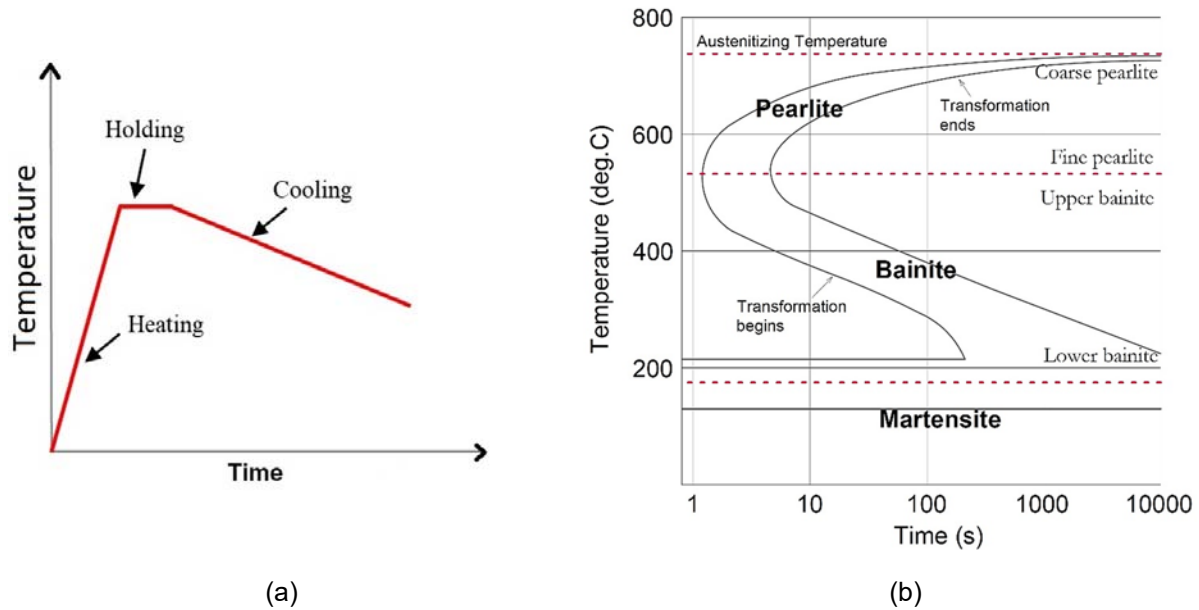 Temperature
Holding
Cooling
Heating
Time
(a)
Temperature (deg.C)
800
600
400
200
0
Austenitizing Temperature
Coarse pearlite
Pearlite
Transformation
ends
Fine pearlite
Upper bainite
Bainite
Transformation
begins
Lower bainite
Martensite
1
10
100
1000
10000
Time (s)
(b)